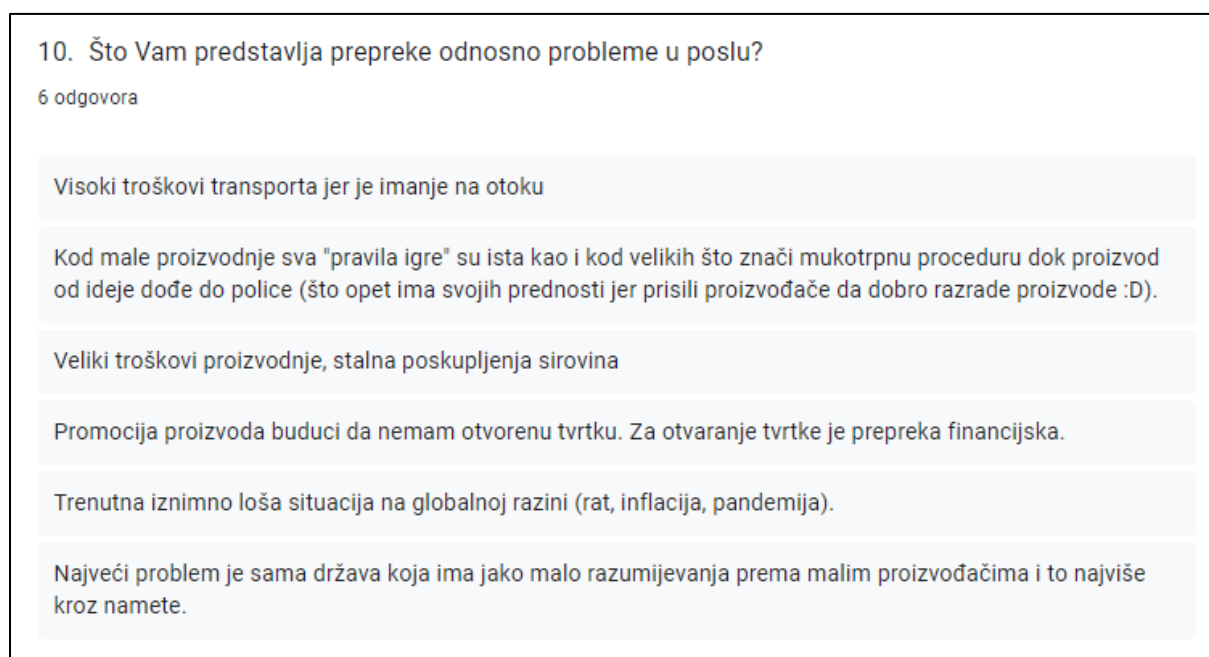 10. Što Vam predstavlja prepreke odnosno probleme u poslu?
6 odgovora
Visoki troškovi transporta jer je imanje na otoku
Kod male proizvodnje sva "pravila igre" su ista kao i kod velikih što znači mukotrpnu proceduru dok proizvod
od ideje dođe do police (što opet ima svojih prednosti jer prisili proizvođače da dobro razrade proizvode :D).
Veliki troškovi proizvodnje, stalna poskupljenja sirovina
Promocija proizvoda buduci da nemam otvorenu tvrtku. Za otvaranje tvrtke je prepreka financijska.
Trenutna iznimno loša situacija na globalnoj razini (rat, inflacija, pandemija).
Najveći problem je sama država koja ima jako malo razumijevanja prema malim proizvođačima i to najviše
kroz namete.